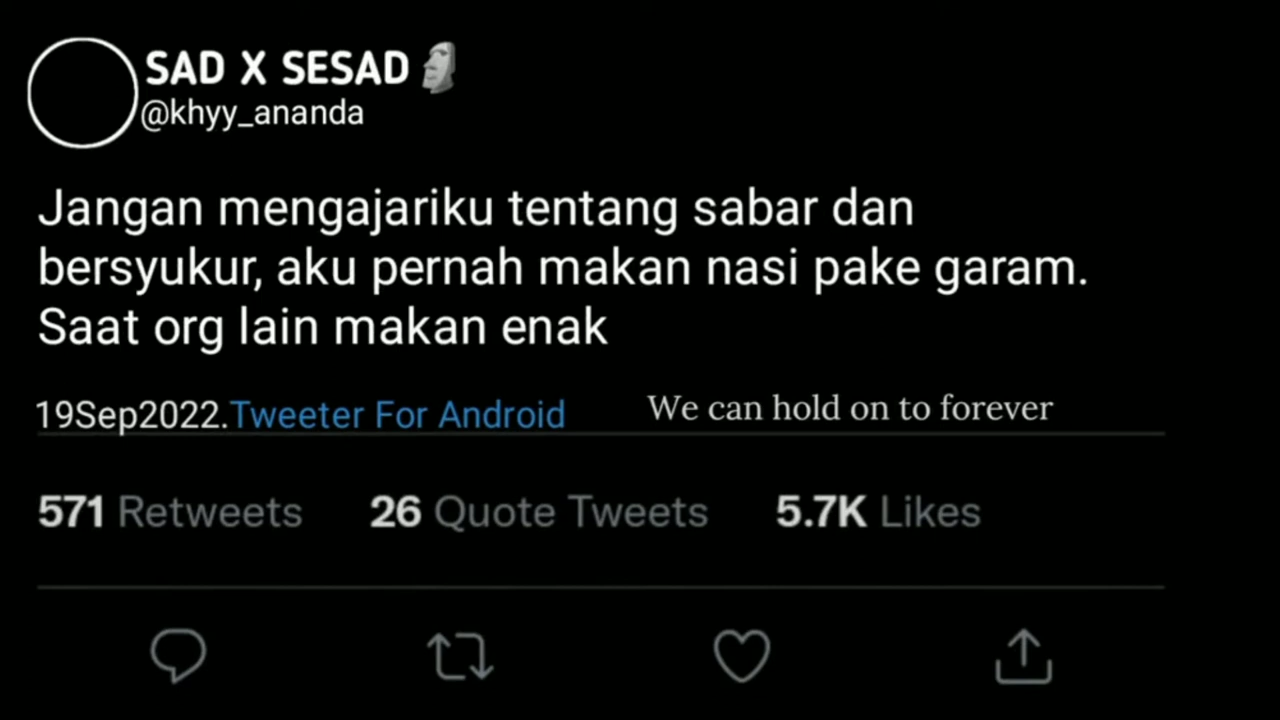 SAD X SESAD🗿
@khyy_ananda
Jangan mengajariku tentang sabar dan
bersyukur, aku pernah makan nasi pake garam.
Saat org lain makan enak
19Sep2022.Tweeter For Android
We can hold on to forever
571 Retweets 26 Quote Tweets 5.7K Likes